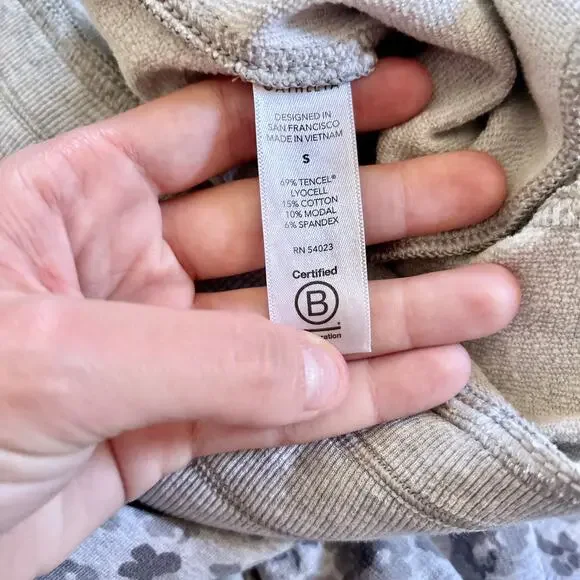 DESIGNED IN
SAN FRANCISCO
MADE IN VIETNAM
S
69% TENCEL®
LYOCELL
15% COTTON
10% MODAL
6% SPANDEX
RN 54023
Certified
B